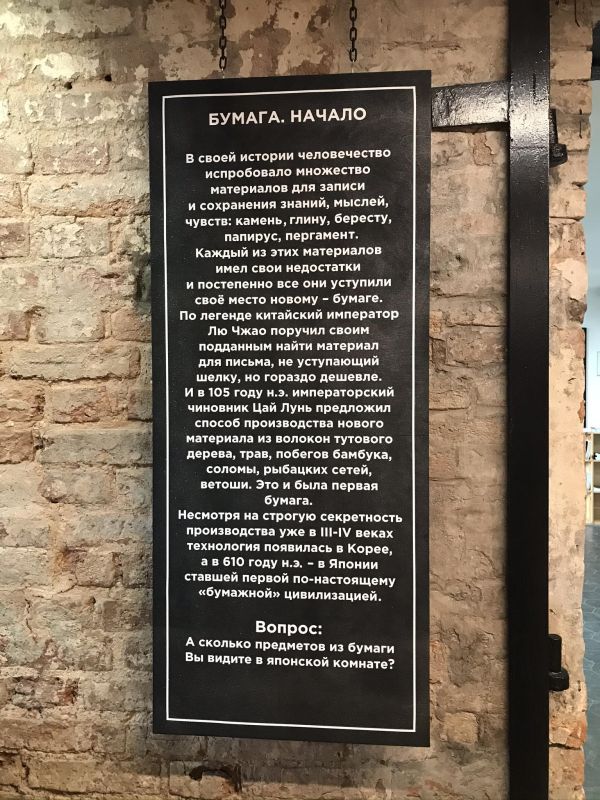 БУМАГА. НАЧАЛО
В своей истории человечество
испробовало множество
материалов для записи
и сохранения знаний, мыслей,
чувств: камень, глину, бересту,
папирус, пергамент.
Каждый из этих материалов
имел свои недостатки
и постепенно все они уступили
своё место новому – бумаге.
По легенде китайский император
Лю Чжао поручил своим
подданным найти материал
для письма, не уступающий
шелку, но гораздо дешевле.
И в 105 году н.э. императорский
чиновник Цай Лунь предложил
способ производства нового
материала из волокон тутового
дерева, трав, побегов бамбука,
соломы, рыбацких сетей,
ветоши. Это и была первая
бумага.
Несмотря на строгую секретность
производства уже в III-IV веках
технология появилась в Корее,
а в 610 году н.э. – в Японии
ставшей первой по-настоящему
«бумажной» цивилизацией.
Вопрос:
А сколько предметов из бумаги
Вы видите в японской комнате?